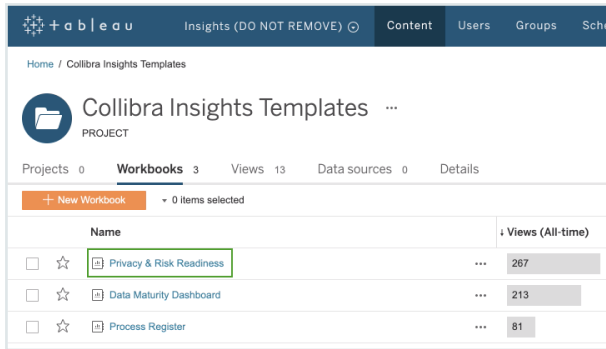 +ableau Insights (DO NOT REMOVE) Content Users Groups
Home / Collibra Insights Templates
Collibra Insights Templates ...
PROJECT
Projects 0 Workbooks 3 Views 13 Data sources 0 Details
+ New Workbook 0 items selected
Name ↓ Views (All-time)
Privacy & Risk Readiness ... 267
Data Maturity Dashboard ... 213
Process Register ... 81